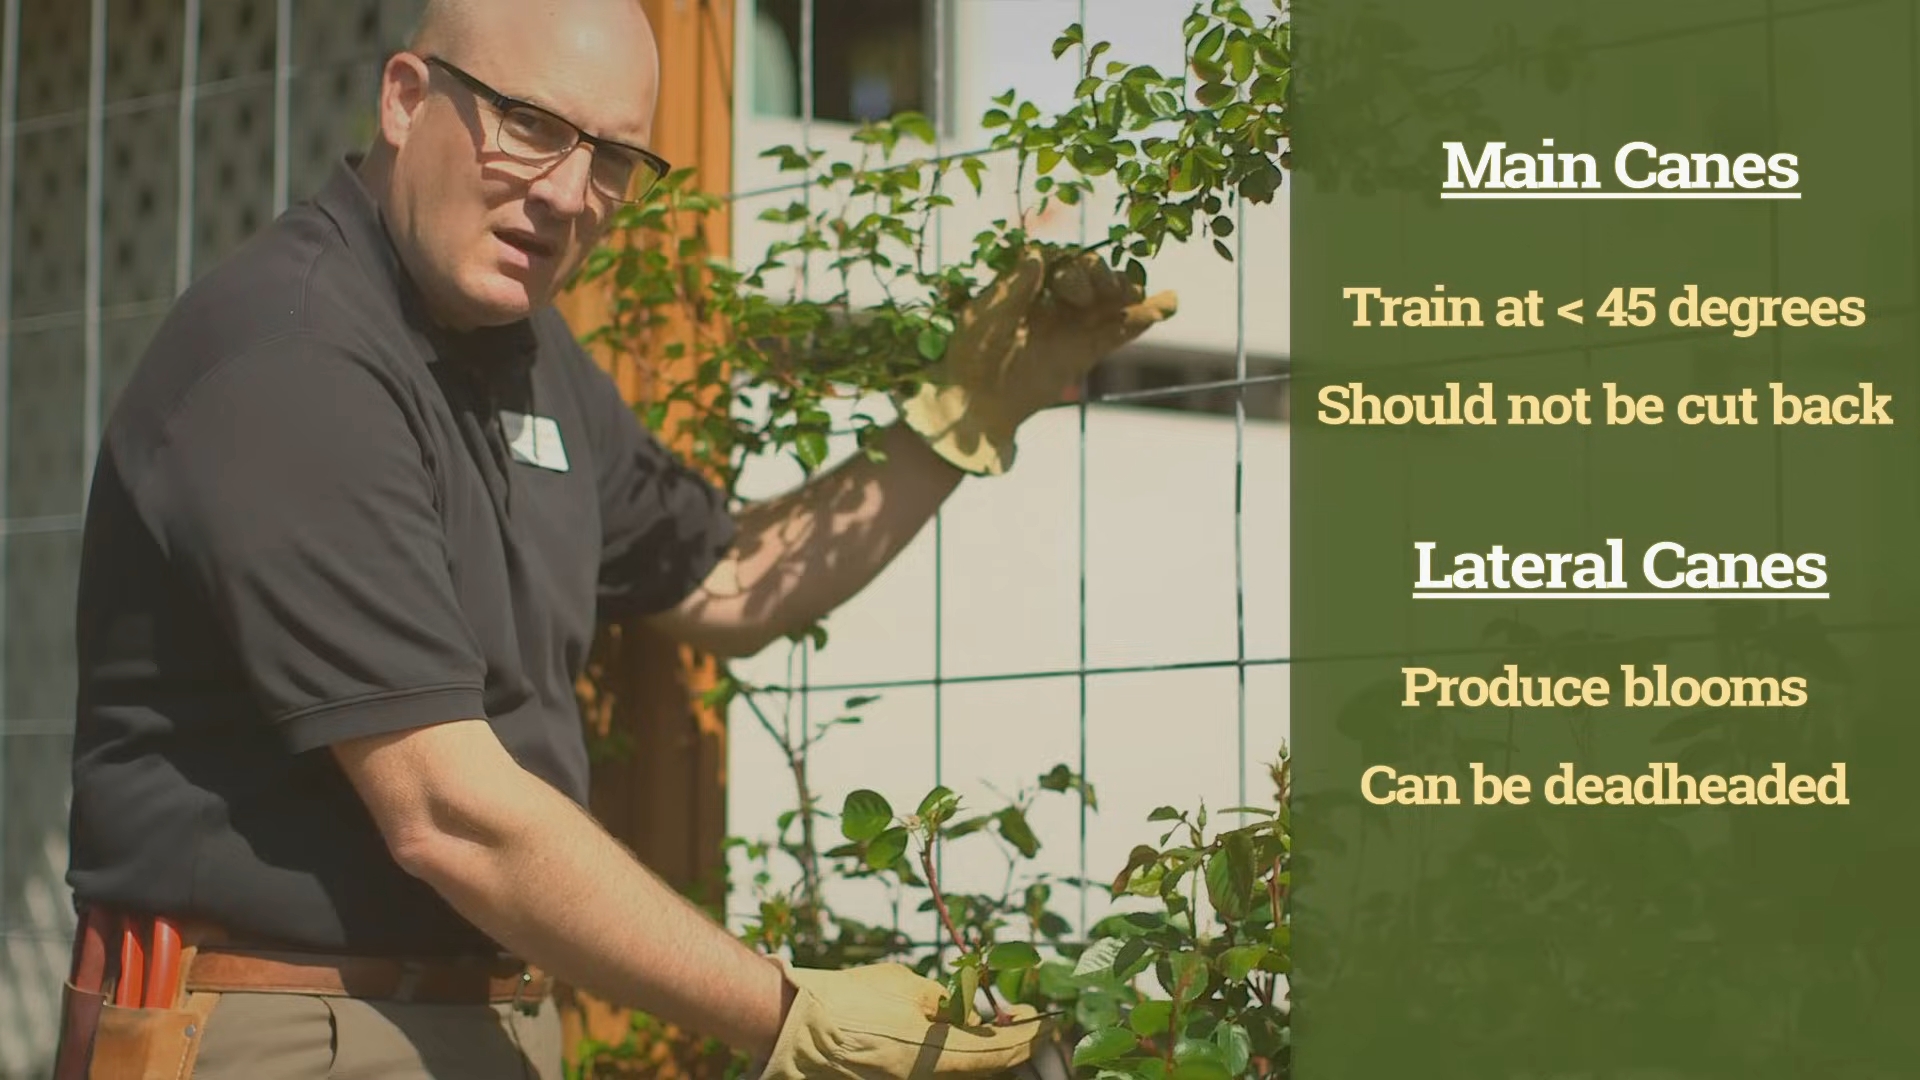 Main Canes
Train at < 45 degrees
Should not be cut back
Lateral Canes
Produce blooms
Can be deadheaded